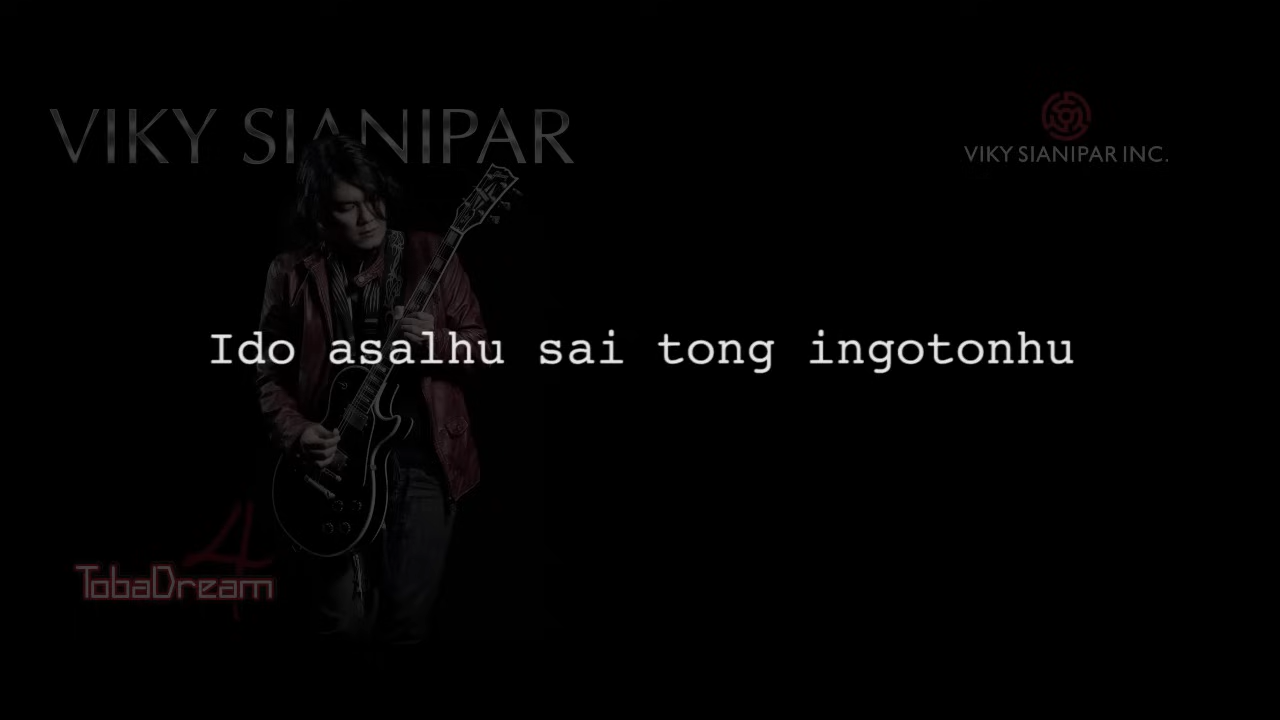 VIKY SIANIPAR
VIKY SIANIPAR INC.
Ido asalhu sai tong ingotonhu
4
TobaDream